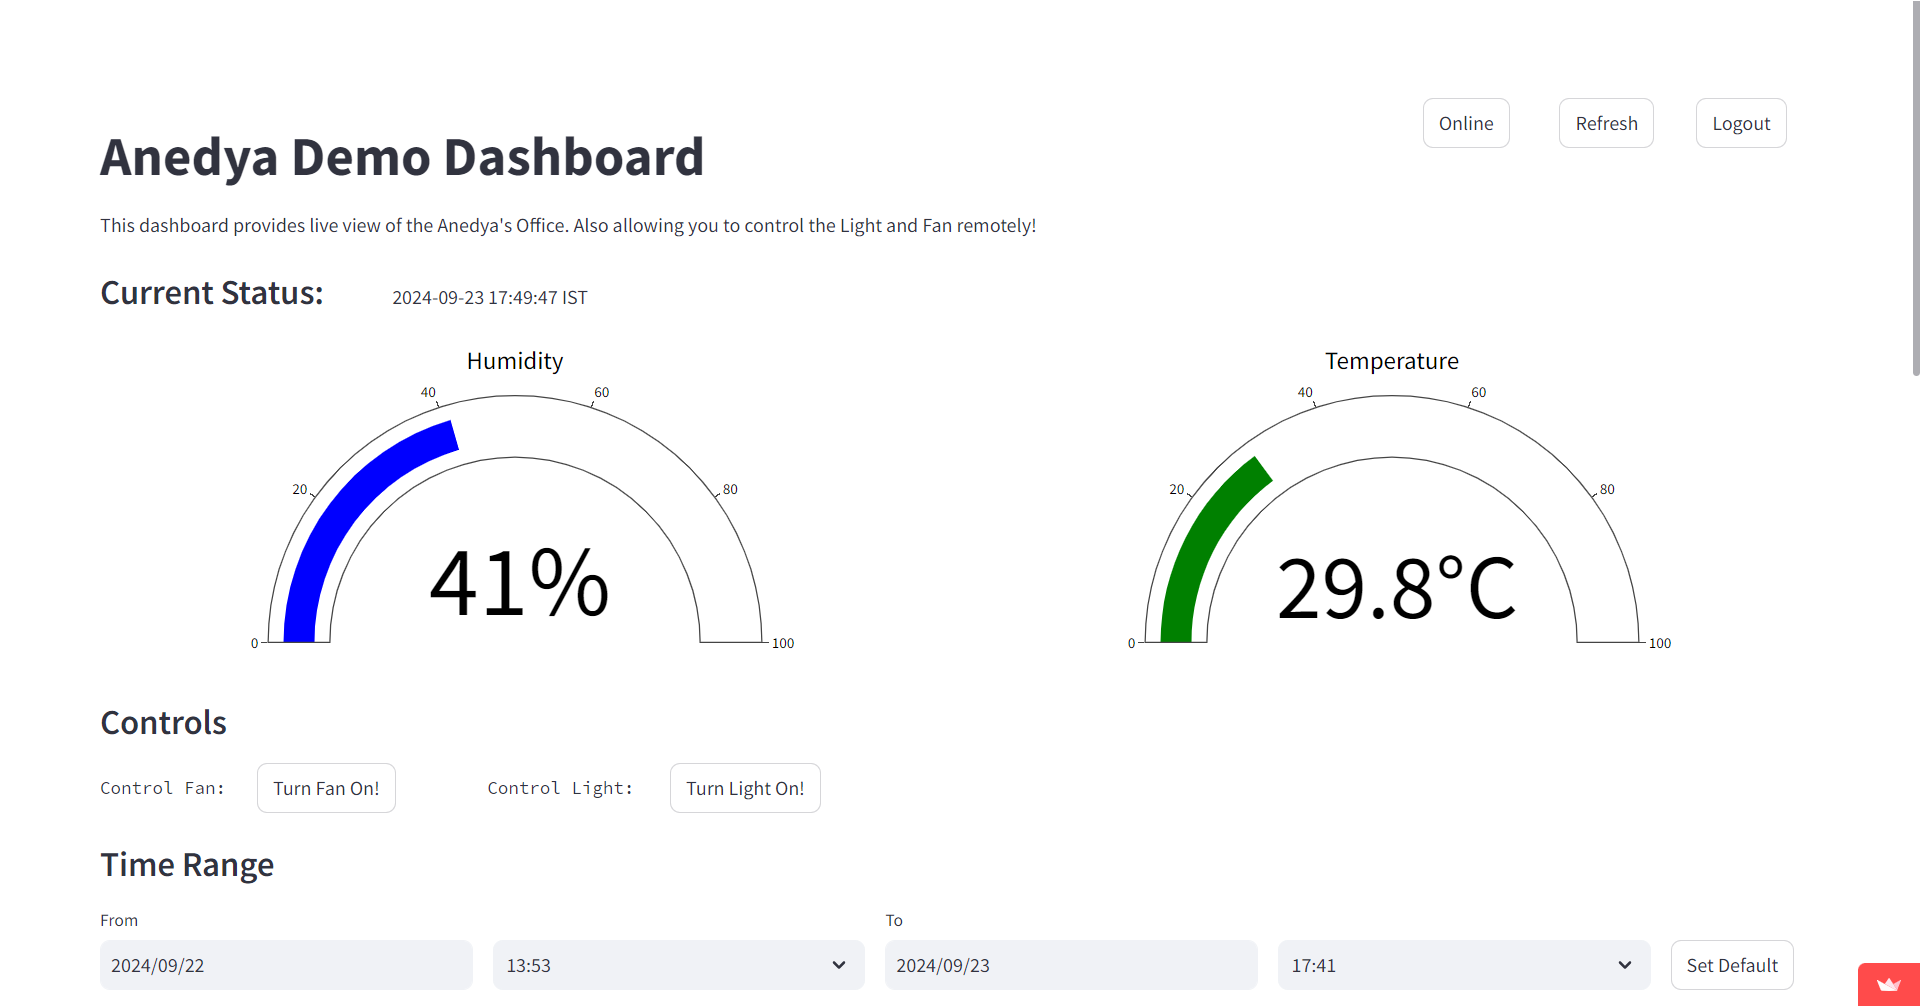 Online Refresh Logout
Anedya Demo Dashboard
This dashboard provides live view of the Anedya's Office. Also allowing you to control the Light and Fan remotely!
Current Status: 2024-09-23 17:49:47 IST
Humidity
0 20 40 60 80 100
41%
Temperature
0 20 40 60 80 100
29.8°C
Controls
Control Fan: Turn Fan On! Control Light: Turn Light On!
Time Range
From To
2024/09/22 13:53 2024/09/23 17:41 Set Default